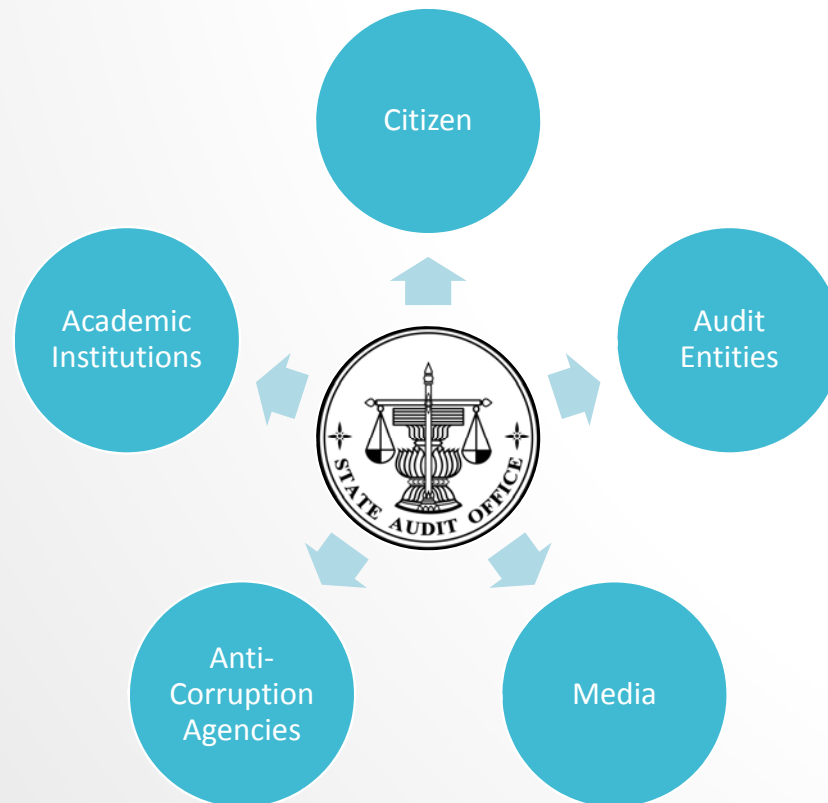 Citizen
Academic
Institutions
Audit
Entities
STATE AUDIT OFFICE
Anti-
Corruption
Agencies
Media